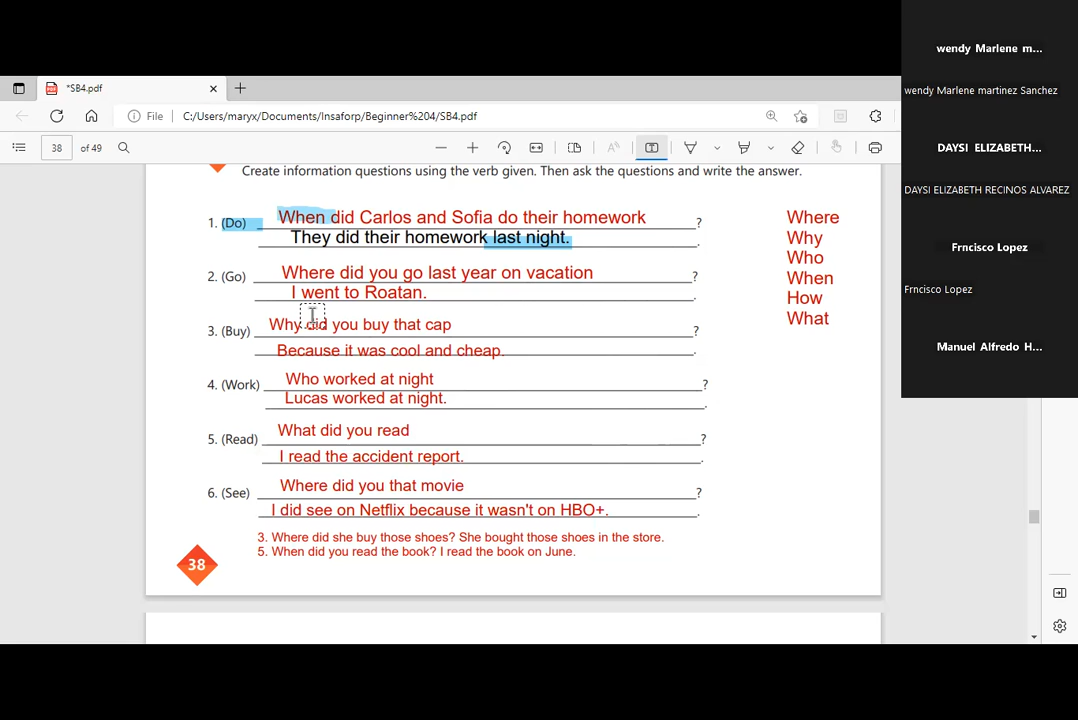 wendy Marlene m...
*SB4.pdf
wendy Marlene martinez Sanchez
File C:/Users/maryx/Documents/Insaforp/Beginner%204/SB4.pdf
38 of 49
DAYSI ELIZABETH...
Create information questions using the verb given. Then ask the questions and write the answer.
DAYSI ELIZABETH RECINOS ALVAREZ
1. (Do) When did Carlos and Sofia do their homework ?
They did their homework last night. .
2. (Go) Where did you go last year on vacation ?
I went to Roatan. .
3. (Buy) Why did you buy that cap ?
Because it was cool and cheap. .
4. (Work) Who worked at night ?
Lucas worked at night. .
5. (Read) What did you read ?
I read the accident report. .
6. (See) Where did you that movie ?
I did see on Netflix because it wasn't on HBO+. .
3. Where did she buy those shoes? She bought those shoes in the store.
5. When did you read the book? I read the book on June.
38
Where
Why
Who
When
How
What
Frncisco Lopez
Frncisco Lopez
Manuel Alfredo H...